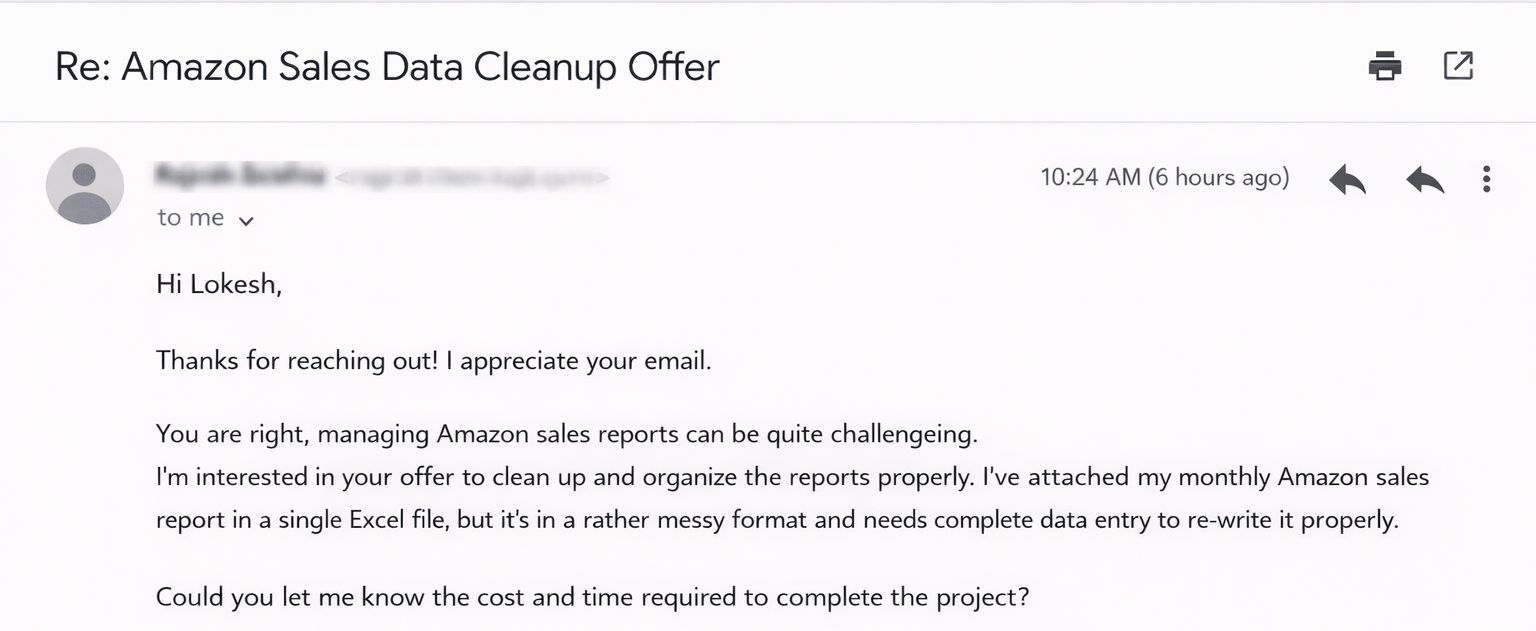 Re: Amazon Sales Data Cleanup Offer
10:24 AM (6 hours ago)
to me
Hi Lokesh,
Thanks for reaching out! I appreciate your email.
You are right, managing Amazon sales reports can be quite challengeing.
I'm interested in your offer to clean up and organize the reports properly. I've attached my monthly Amazon sales
report in a single Excel file, but it's in a rather messy format and needs complete data entry to re-write it properly.
Could you let me know the cost and time required to complete the project?